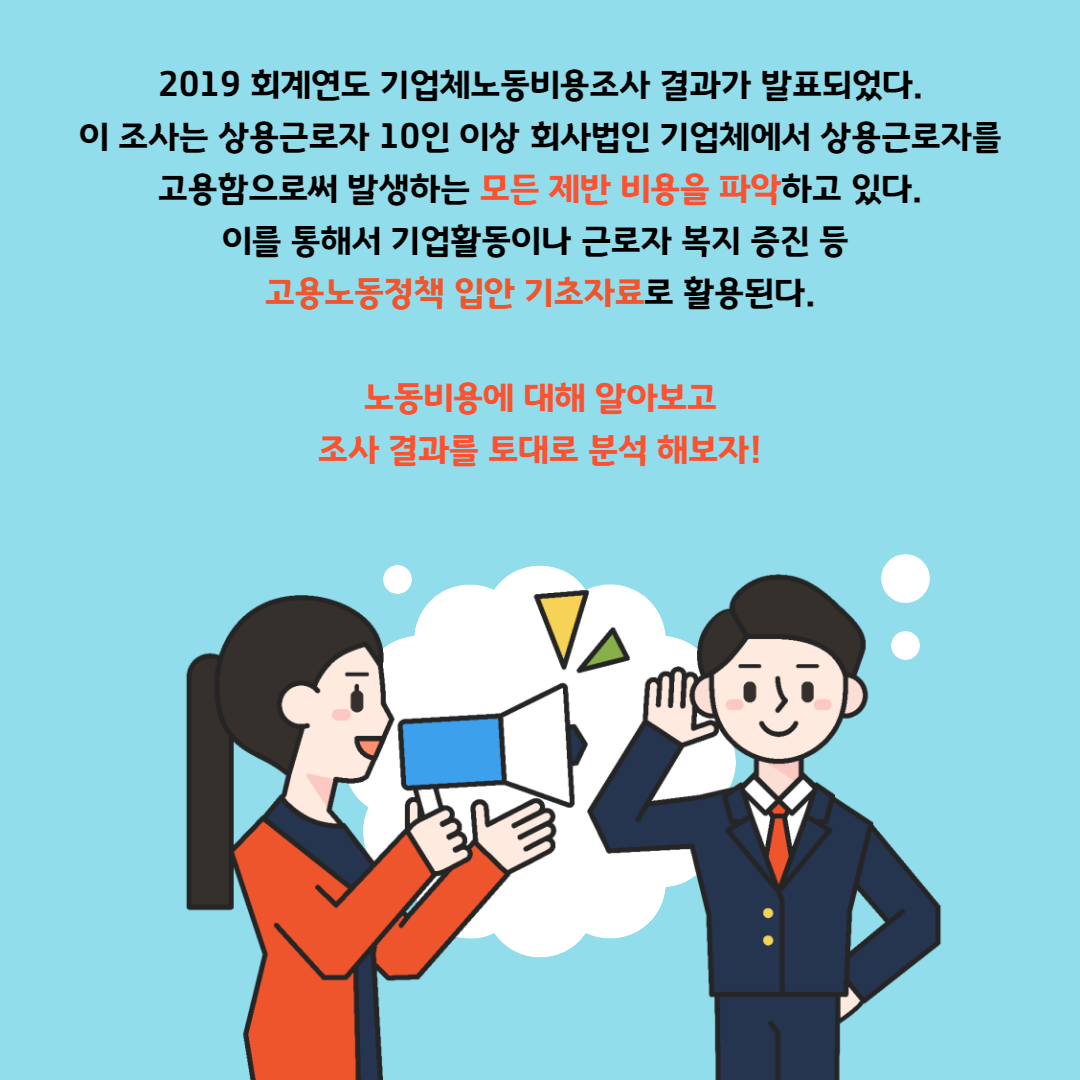 2019 회계연도 기업체노동비용조사 결과가 발표되었다.
이 조사는 상용근로자 10인 이상 회사법인 기업체에서 상용근로자를
고용함으로써 발생하는 모든 제반 비용을 파악하고 있다.
이를 통해서 기업활동이나 근로자 복지 증진 등
고용노동정책 입안 기초자료로 활용된다.
노동비용에 대해 알아보고
조사 결과를 토대로 분석 해보자!